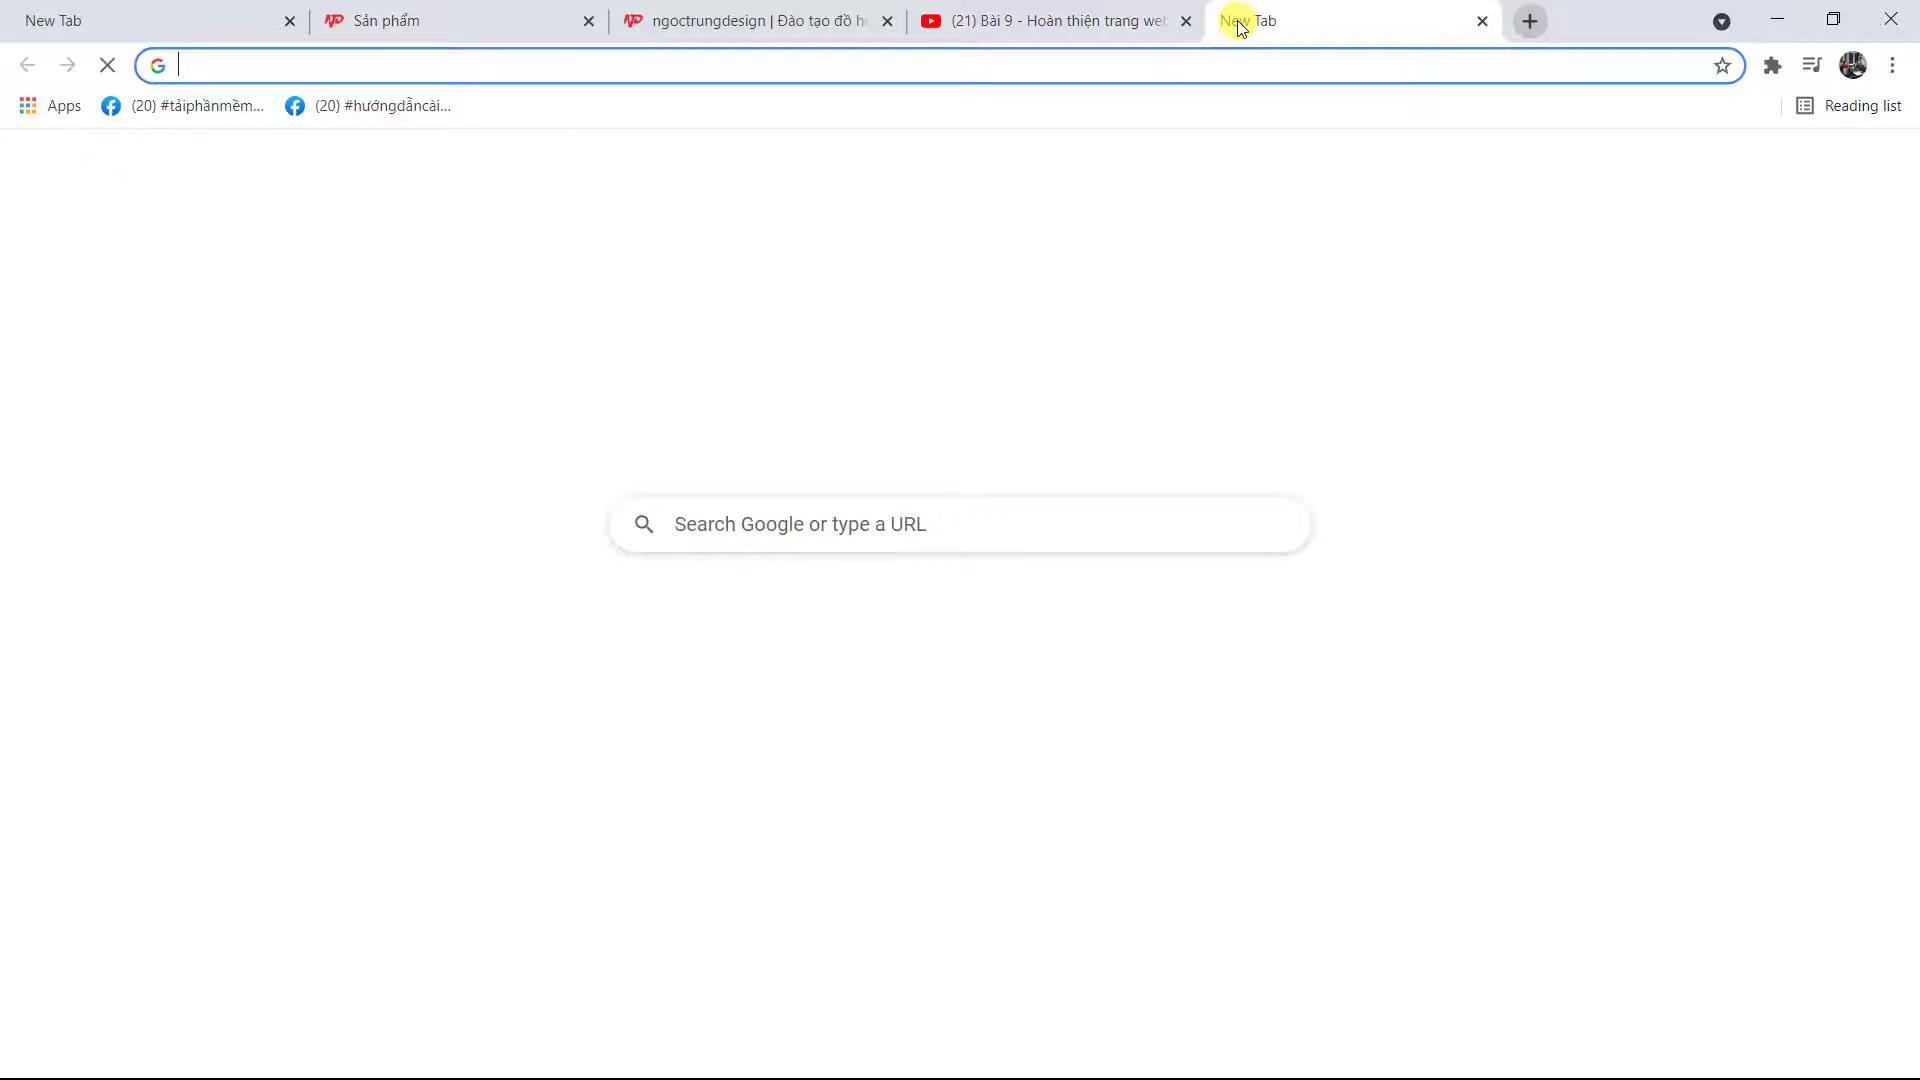 New Tab
Sản phẩm
ngoctrungdesign | Đào tạo đồ h
(21) Bài 9 - Hoàn thiện trang web
New Tab
Apps
(20) #tảiphầnmềm...
(20) #hướngdẫncài...
Reading list
Search Google or type a URL